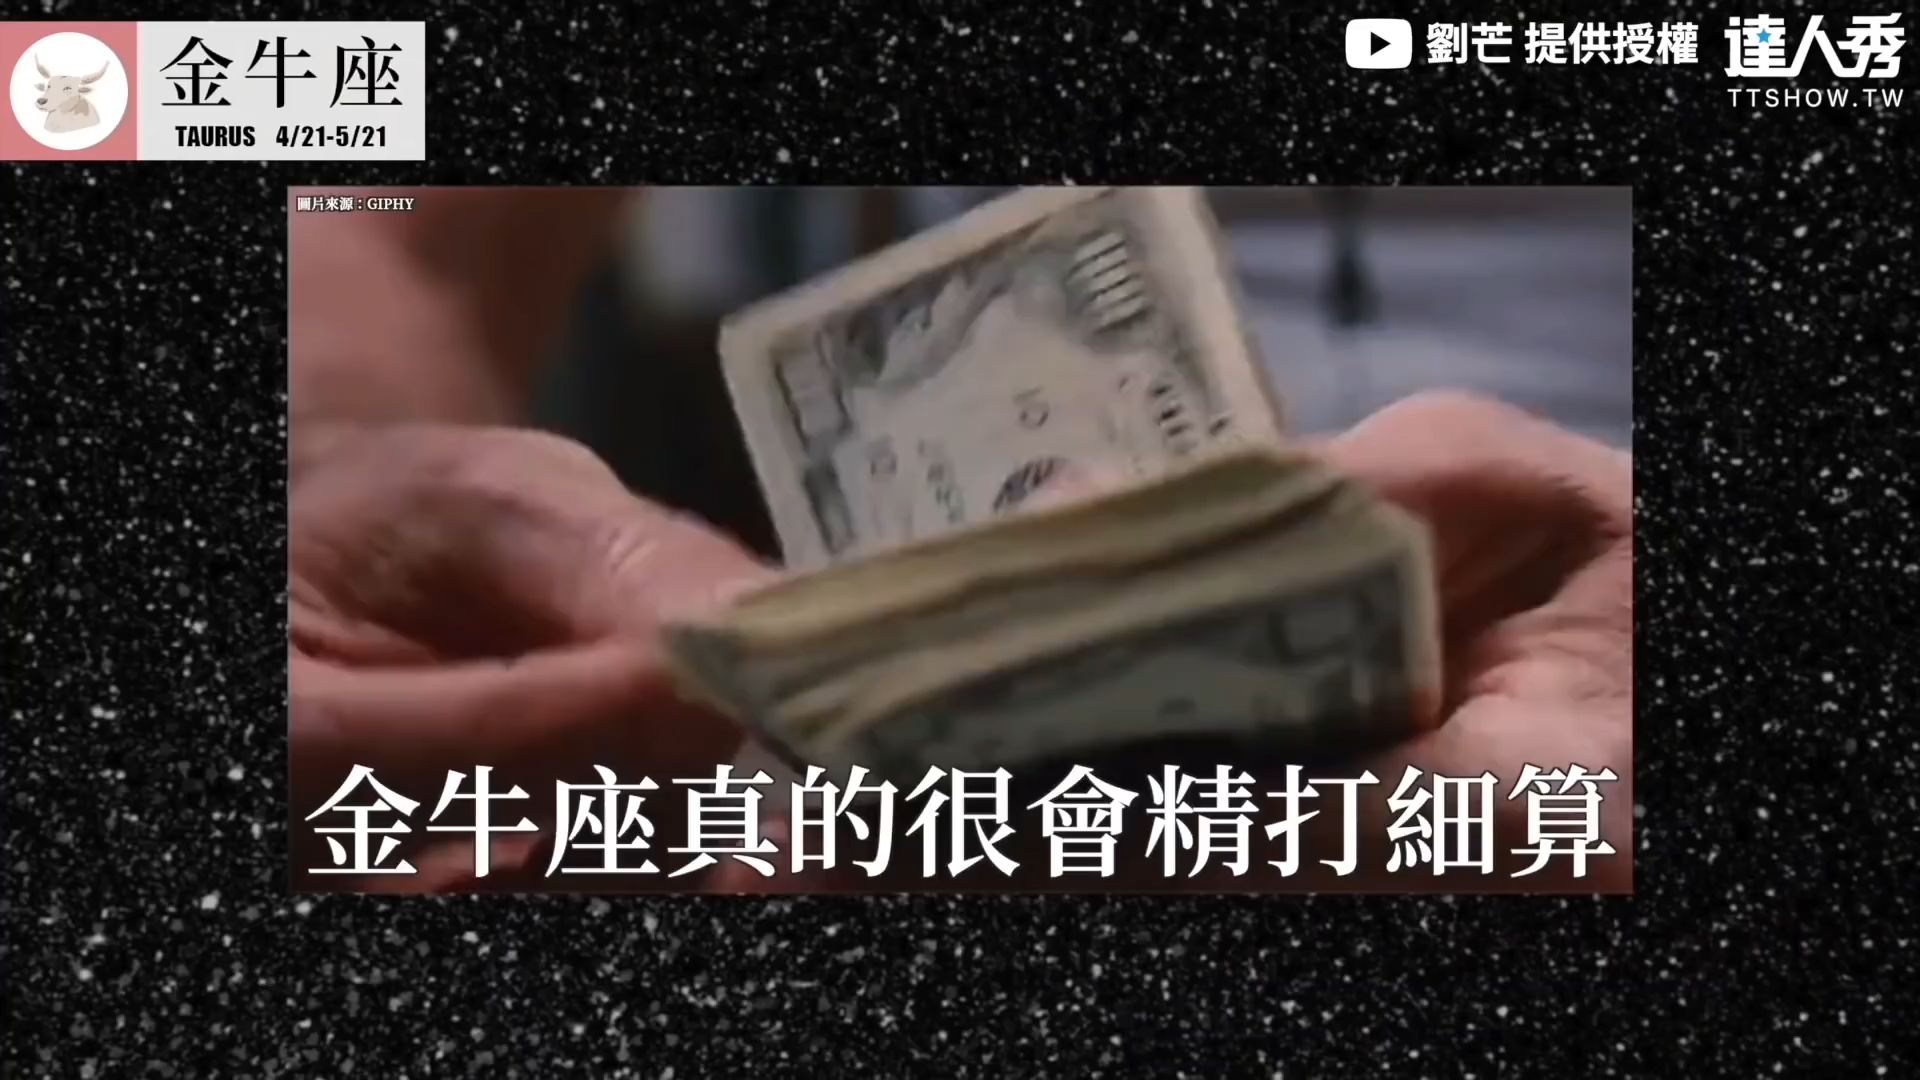 金牛座
TAURUS 4/21-5/21
劉芒 提供授權
達人秀
TTSHOW.TW
圖片來源：GIPHY
金牛座真的很會精打細算